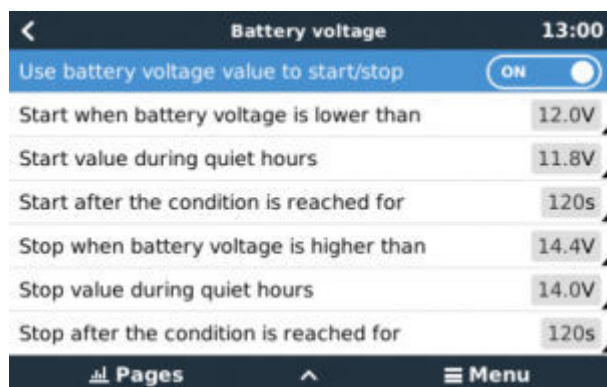 Battery voltage 13:00
Use battery voltage value to start/stop ON
Start when battery voltage is lower than 12.0V
Start value during quiet hours 11.8V
Start after the condition is reached for 120s
Stop when battery voltage is higher than 14.4V
Stop value during quiet hours 14.0V
Stop after the condition is reached for 120s
Pages Menu